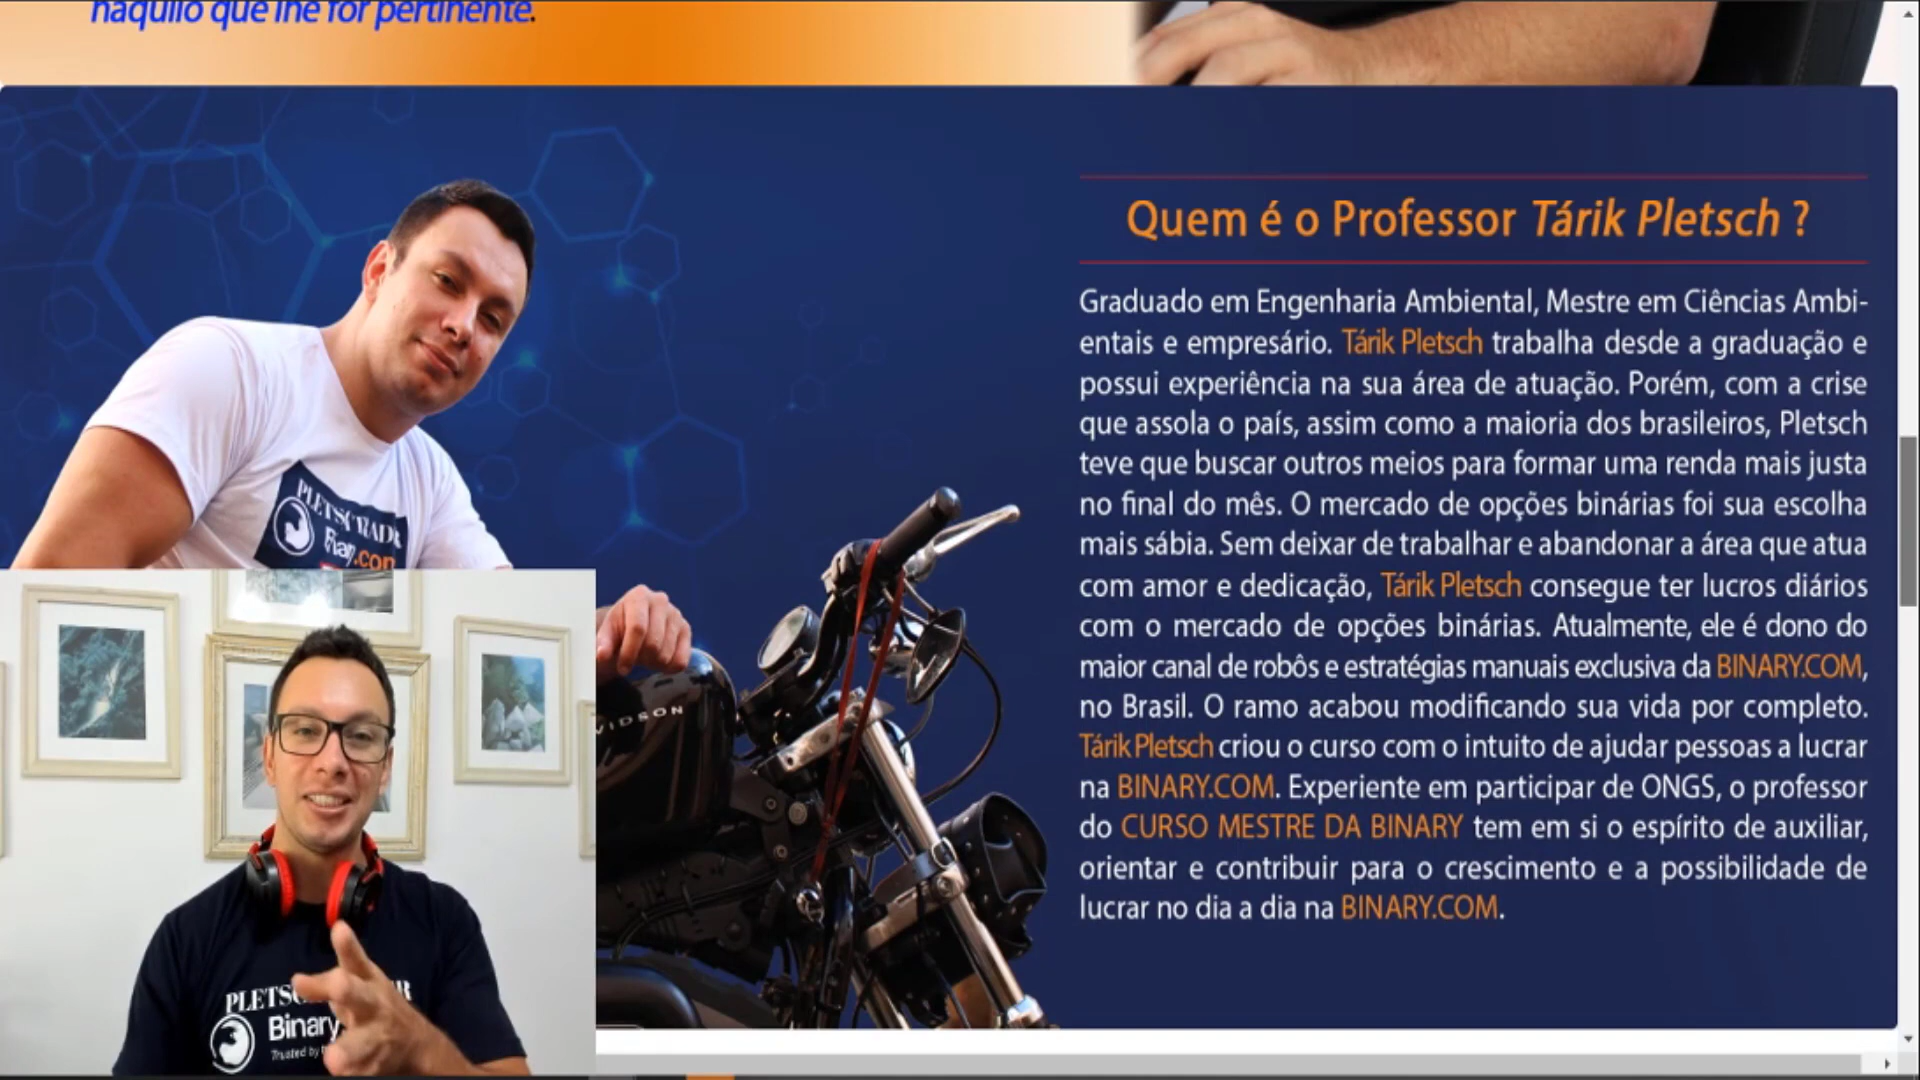 naquilo que lhe for pertinente.
Quem é o Professor Tárik Pletsch ?
Graduado em Engenharia Ambiental, Mestre em Ciências Ambi-
entais e empresário. Tárik Pletsch trabalha desde a graduação e
possui experiência na sua área de atuação. Porém, com a crise
que assola o país, assim como a maioria dos brasileiros, Pletsch
teve que buscar outros meios para formar uma renda mais justa
no final do mês. O mercado de opções binárias foi sua escolha
mais sábia. Sem deixar de trabalhar e abandonar a área que atua
com amor e dedicação, Tárik Pletsch consegue ter lucros diários
com o mercado de opções binárias. Atualmente, ele é dono do
maior canal de robôs e estratégias manuais exclusiva da BINARY.COM,
no Brasil. O ramo acabou modificando sua vida por completo.
Tárik Pletsch criou o curso com o intuito de ajudar pessoas a lucrar
na BINARY.COM. Experiente em participar de ONGS, o professor
do CURSO MESTRE DA BINARY tem em si o espírito de auxiliar,
orientar e contribuir para o crescimento e a possibilidade de
lucrar no dia a dia na BINARY.COM.
VIDSON
Binary
Trusted by